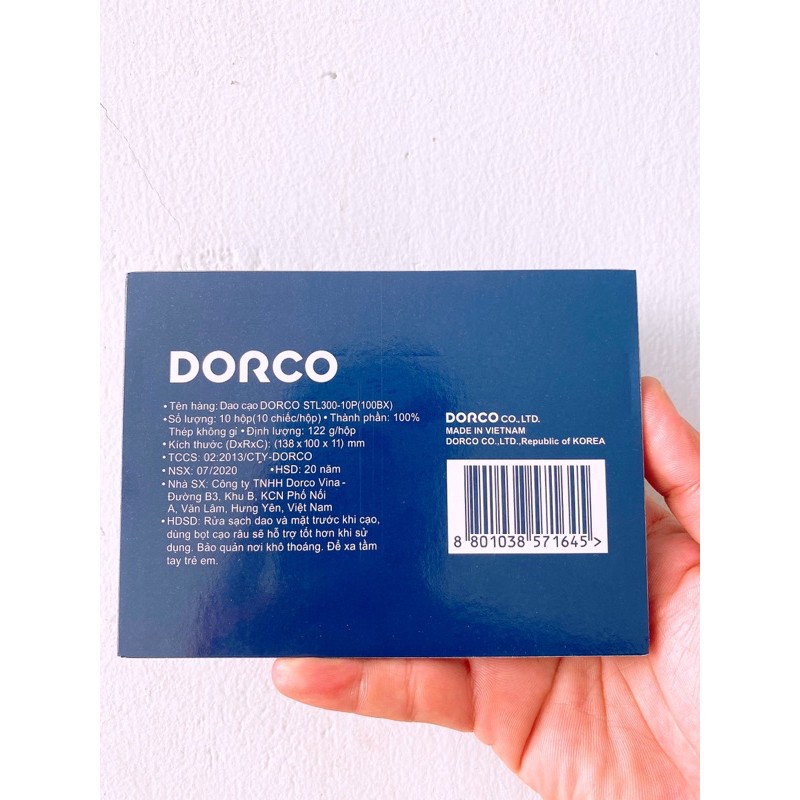 DORCO
• Tên hàng: Dao cạo DORCO STL300-10P(100BX)
• Số lượng: 10 hộp(10 chiếc/hộp) • Thành phần: 100%
Thép không gỉ • Định lượng: 122 g/hộp
• Kích thước (DxRxC): (138 x 100 x 11) mm
• TCCS: 02:2013/CTY-DORCO
• NSX: 07/2020 • HSD: 20 năm
• Nhà SX: Công ty TNHH Dorco Vina -
Đường B3, Khu B, KCN Phố Nối
A, Văn Lâm, Hưng Yên, Việt Nam
• HDSD: Rửa sạch dao và mặt trước khi cạo,
dùng bọt cạo râu sẽ hỗ trợ tốt hơn khi sử
dụng. Bảo quản nơi khô thoáng. Để xa tầm
tay trẻ em.
DORCO CO.,LTD.
MADE IN VIETNAM
DORCO CO.,LTD.,Republic of KOREA
8 801038 571645 >